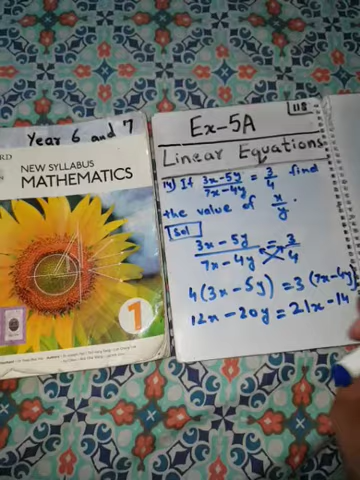 Year 6 and 7
RD
NEW SYLLABUS
MATHEMATICS
1
118
Ex-5A
Linear Equations
14) If 3x-5y/7x-4y = 3/4 find
the value of x/y.
Sol
3x-5y/7x-4y = 3/4
4(3x-5y) = 3(7x-4y)
12x-20y = 21x-14